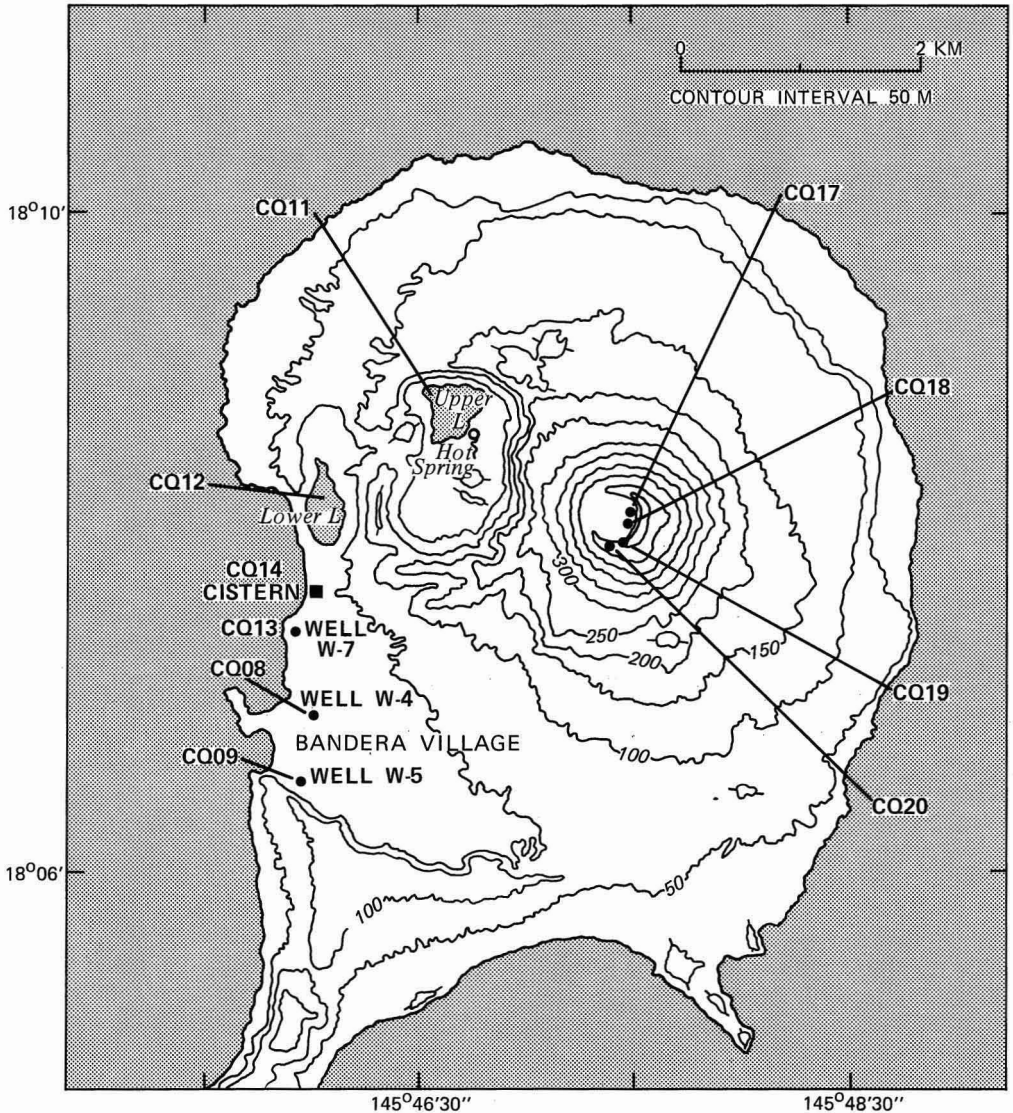 0 2 KM
CONTOUR INTERVAL 50 M
CQ17
18°10'
CQ11
CQ18
Upper
L
Hot
Spring
CQ12
Lower L
300
CQ14
CISTERN
CQ13 WELL
W-7
250
200
150
CQ08
WELL W-4
CQ19
BANDERA VILLAGE
100
CQ09
WELL W-5
CQ20
18°06'
50
100
145°46'30"
145°48'30"